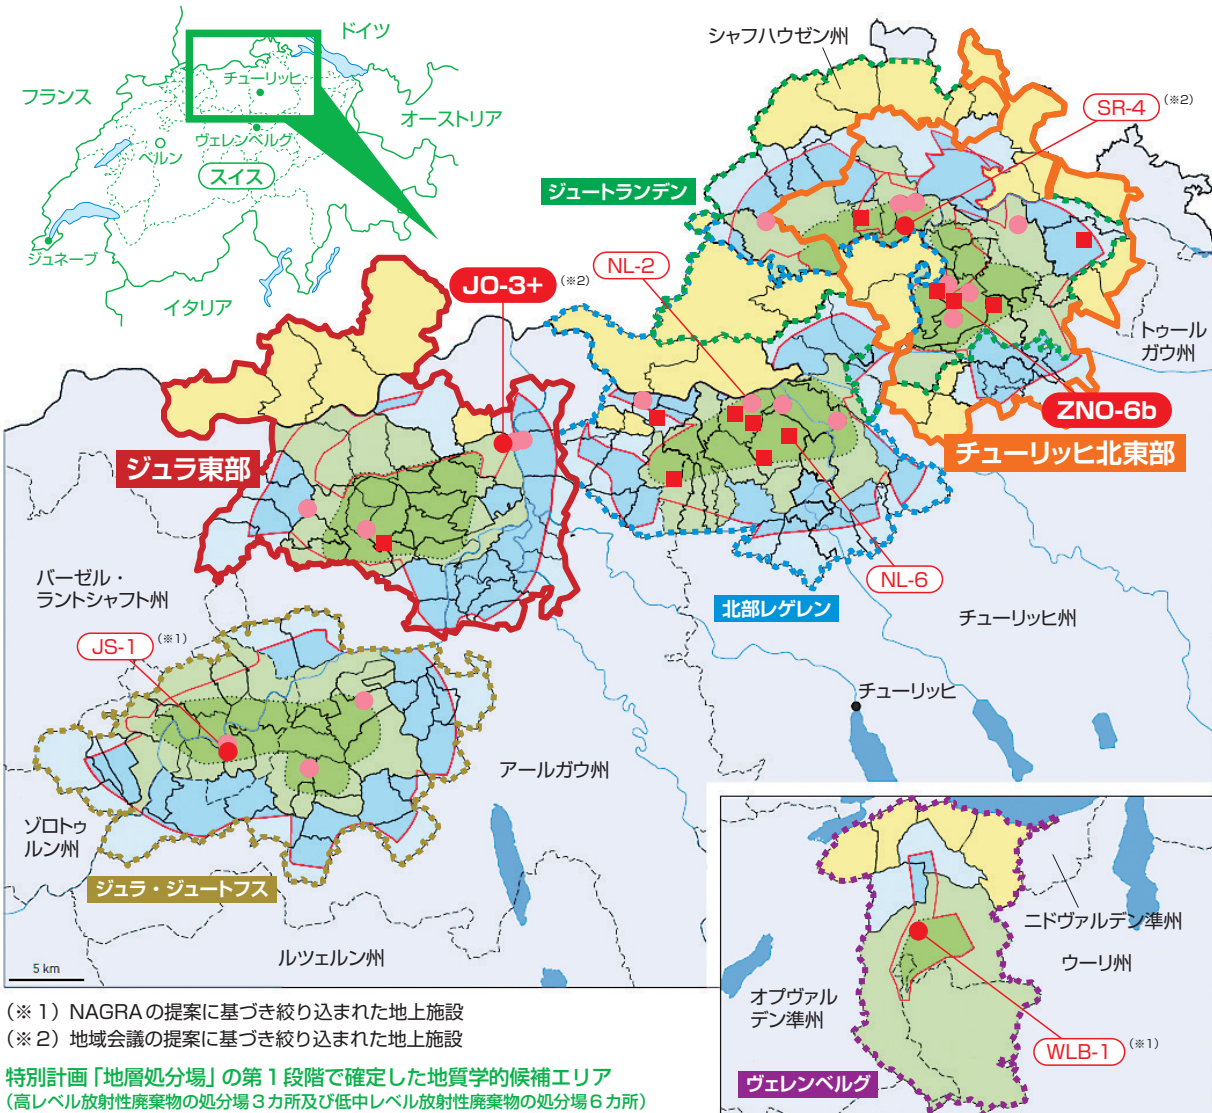 ドイツ
フランス
チューリッヒ
オーストリア
ヴェレンベルグ
ベルン
スイス
ジュネーブ
イタリア
シャフハウゼン州
SR-4 (※2)
ジュートランデン
JO-3+ (※2)
NL-2
トゥール
ガウ州
ZNO-6b
チューリッヒ北東部
ジュラ東部
NL-6
バーゼル・
ラントシャフト州
北部レゲレン
チューリッヒ州
JS-1 (※1)
チューリッヒ
アールガウ州
ゾロトゥ
ルン州
ジュラ・ジュートフス
ルツェルン州
5 km
ニドヴァルデン準州
ウーリ州
オプヴァル
デン準州
WLB-1 (※1)
ヴェレンベルグ
(※1) NAGRAの提案に基づき絞り込まれた地上施設
(※2) 地域会議の提案に基づき絞り込まれた地上施設
特別計画「地層処分場」の第1段階で確定した地質学的候補エリア
(高レベル放射性廃棄物の処分場3カ所及び低中レベル放射性廃棄物の処分場6カ所)